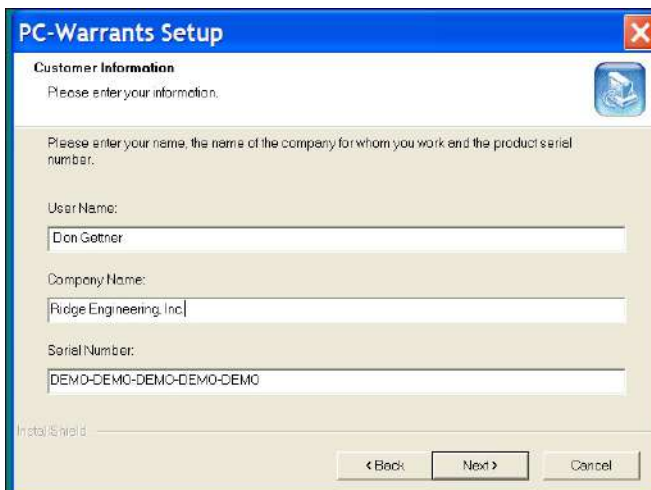 PC-Warrants Setup
Customer Information
Please enter your information.
Please enter your name, the name of the company for whom you work and the product serial
number.
User Name:
Don Gettner
Company Name:
Ridge Engineering, Inc.
Serial Number:
DEMO-DEMO-DEMO-DEMO-DEMO
InstallShield
< Back
Next >
Cancel